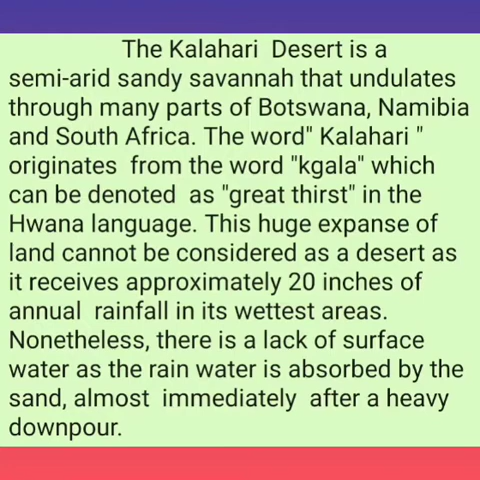 The Kalahari  Desert is a
semi-arid sandy savannah that undulates
through many parts of Botswana, Namibia
and South Africa. The word" Kalahari "
originates  from the word "kgala" which
can be denoted  as "great thirst" in the
Hwana language. This huge expanse of
land cannot be considered as a desert as
it receives approximately 20 inches of
annual  rainfall in its wettest areas.
Nonetheless, there is a lack of surface
water as the rain water is absorbed by the
sand, almost  immediately  after a heavy
downpour.